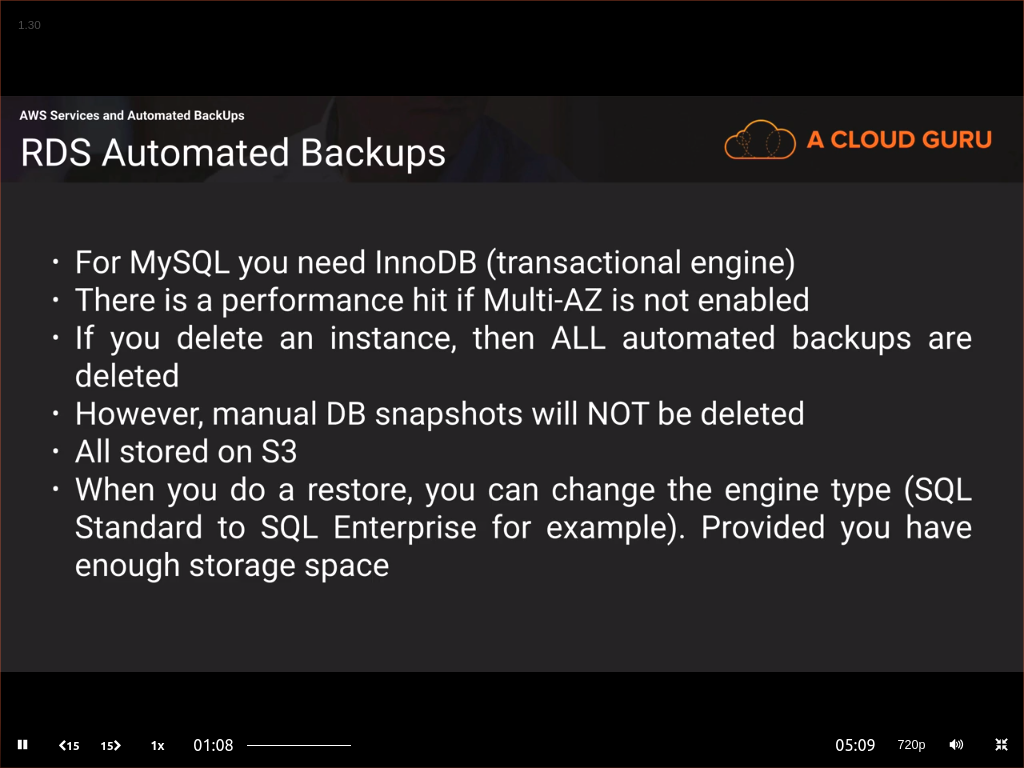 1.30
AWS Services and Automated BackUps
RDS Automated Backups
A CLOUD GURU
• For MySQL you need InnoDB (transactional engine)
• There is a performance hit if Multi-AZ is not enabled
• If you delete an instance, then ALL automated backups are
deleted
• However, manual DB snapshots will NOT be deleted
• All stored on S3
• When you do a restore, you can change the engine type (SQL
Standard to SQL Enterprise for example). Provided you have
enough storage space
15 15 1x 01:08 05:09 720p